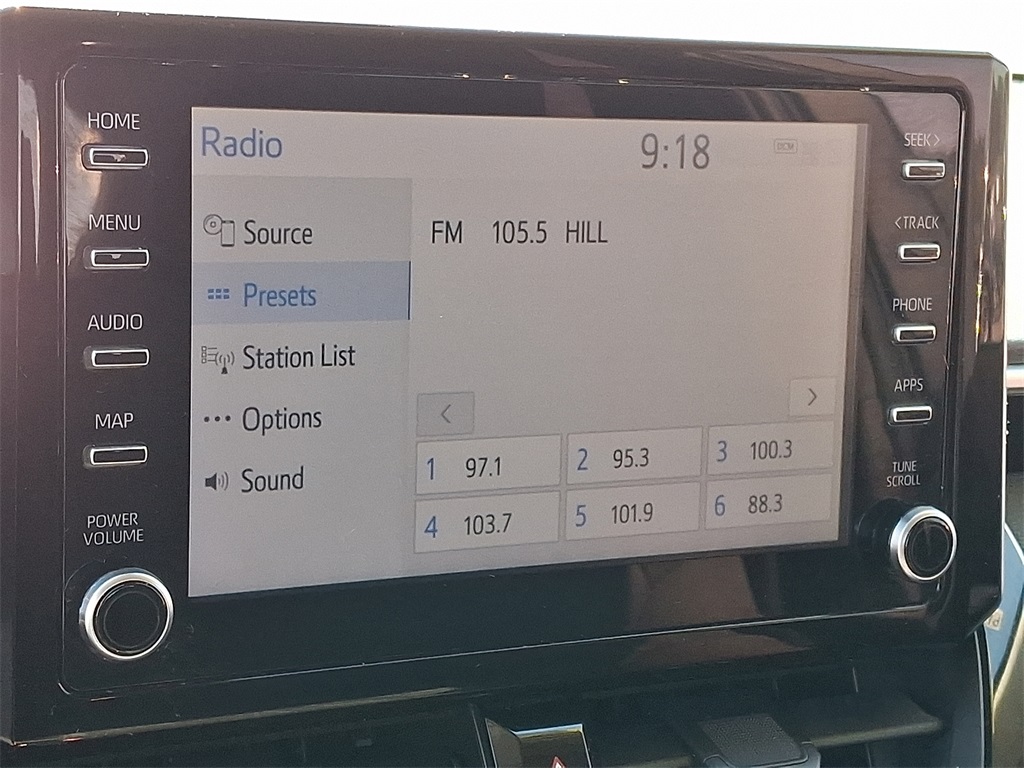 HOME
MENU
AUDIO
MAP
POWER
VOLUME
Radio
9:18
DCM
Source
Presets
Station List
Options
Sound
FM 105.5 HILL
<
>
1 97.1
2 95.3
3 100.3
4 103.7
5 101.9
6 88.3
SEEK>
<TRACK
PHONE
APPS
TUNE
SCROLL